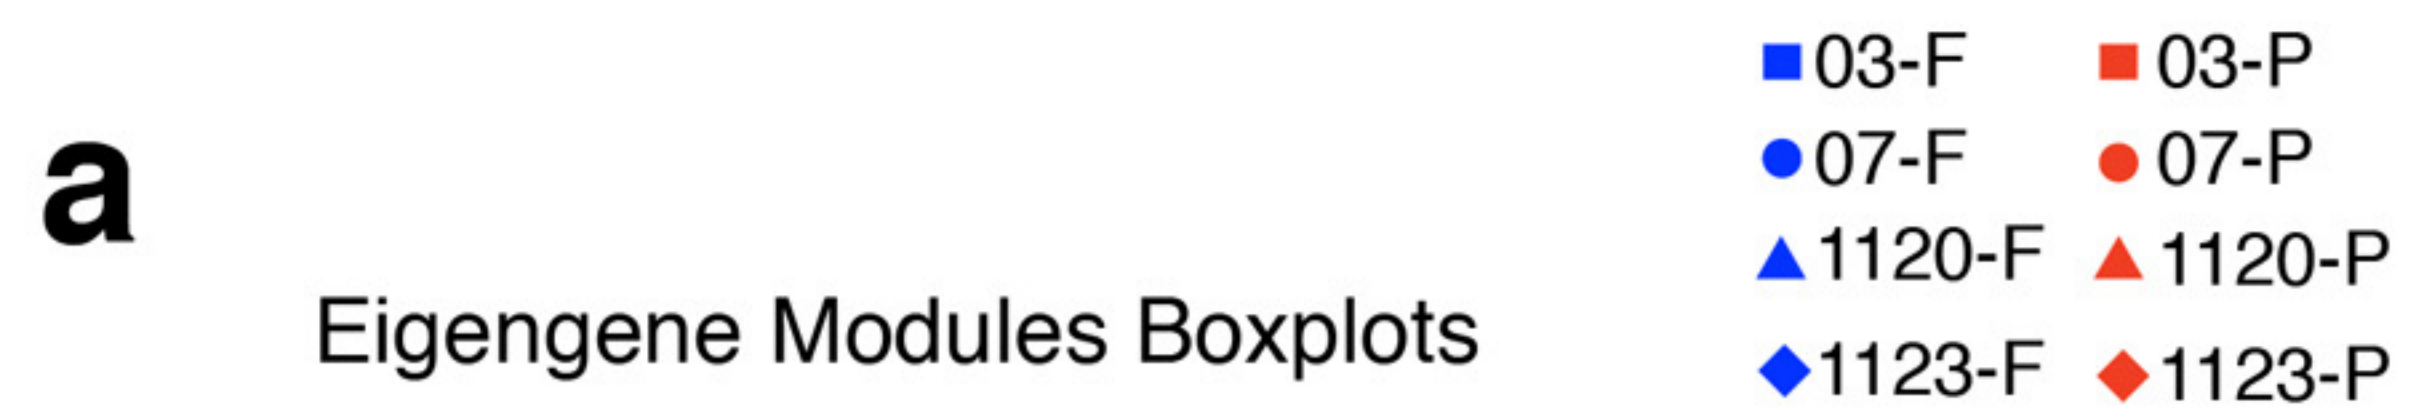 a
Eigengene Modules Boxplots
03-F 03-P
07-F 07-P
1120-F 1120-P
1123-F 1123-P